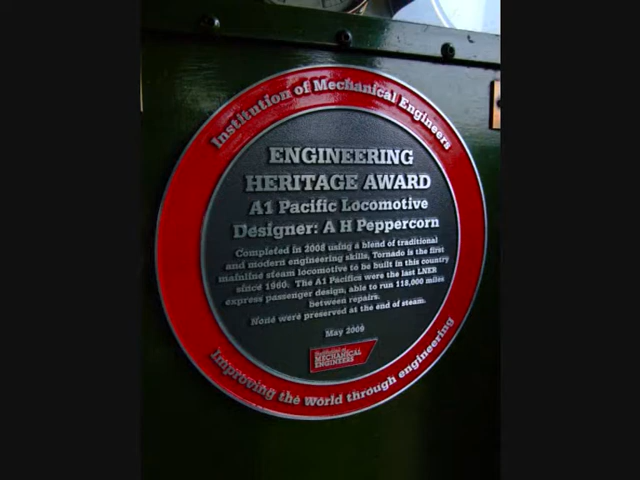 Institution of Mechanical Engineers
ENGINEERING
HERITAGE AWARD
A1 Pacific Locomotive
Designer: A H Peppercorn
Completed in 2008 using a blend of traditional
and modern engineering skills, Tornado is the first
mainline steam locomotive to be built in this country
since 1960. The A1 Pacifics were the last LNER
express passenger design, able to run 118,000 miles
between repairs.
None were preserved at the end of steam.
May 2009
INSTITUTION OF
MECHANICAL
ENGINEERS
Improving the world through engineering